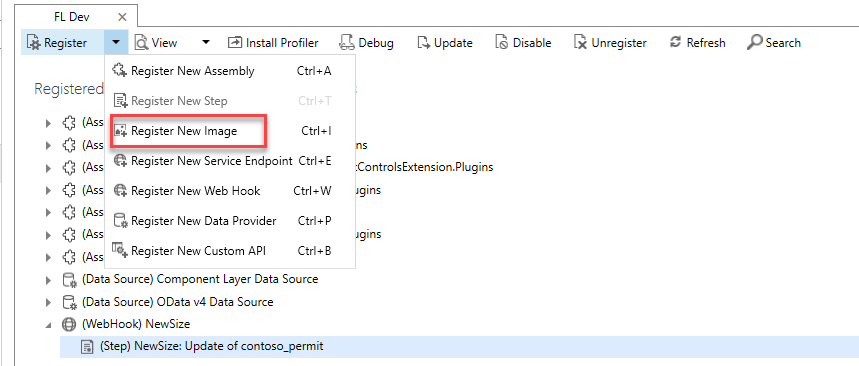 FL Dev ×
Register View Install Profiler Debug Update Disable Unregister Refresh Search
Registered
Register New Assembly Ctrl+A
Register New Step Ctrl+T
Register New Image Ctrl+I
Register New Service Endpoint Ctrl+E
Register New Web Hook Ctrl+W
Register New Data Provider Ctrl+P
Register New Custom API Ctrl+B
(Ass
(Ass ns
(Ass tControlsExtension.Plugins
(Ass ugins
(Ass
(Ass ugins
(Ass
(Data Source) Component Layer Data Source
(Data Source) OData v4 Data Source
(WebHook) NewSize
(Step) NewSize: Update of contoso_permit